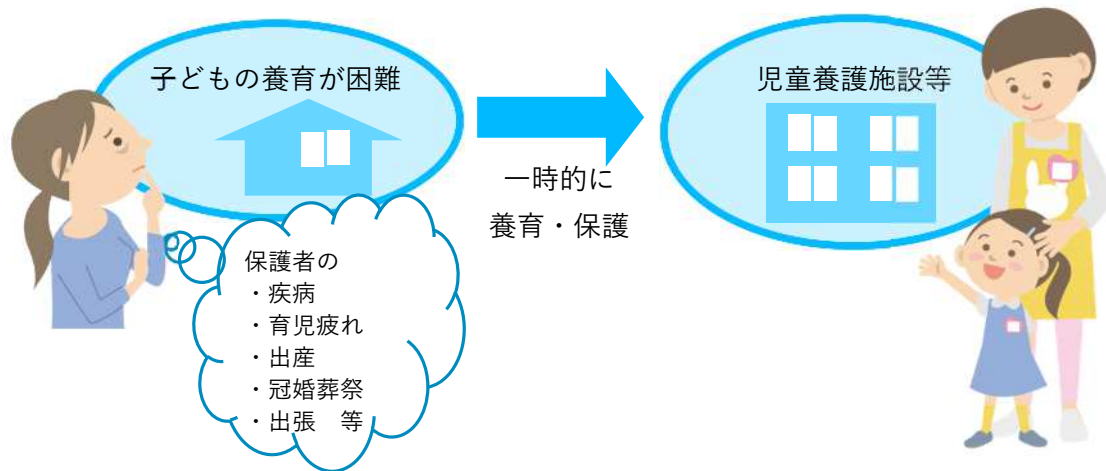 子どもの養育が困難
児童養護施設等
一時的に
養育・保護
保護者の
・疾病
・育児疲れ
・出産
・冠婚葬祭
・出張　等